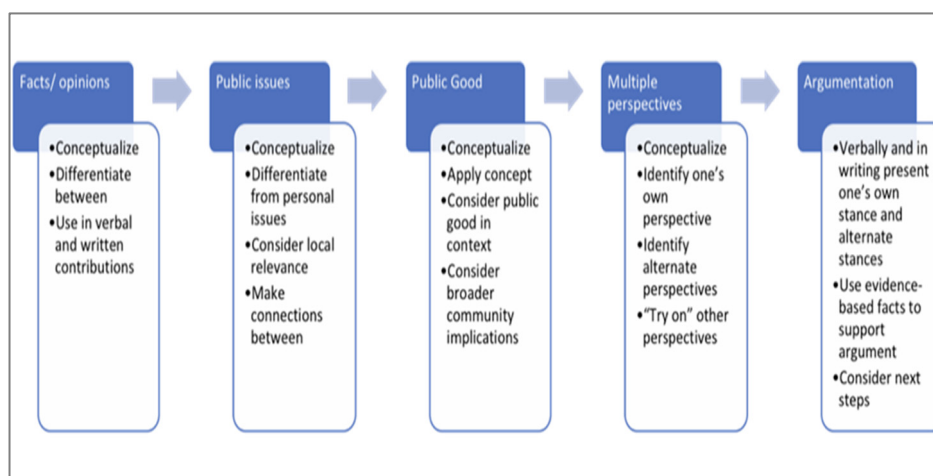 Facts/ opinions
•Conceptualize
•Differentiate
between
•Use in verbal
and written
contributions
Public issues
•Conceptualize
•Differentiate
from personal
issues
•Consider local
relevance
•Make
connections
between
Public Good
•Conceptualize
•Apply concept
•Consider public
good in
context
•Consider
broader
community
implications
Multiple
perspectives
•Conceptualize
•Identify one's
own
perspective
•Identify
alternate
perspectives
•"Try on" other
perspectives
Argumentation
•Verbally and in
writing present
one's own
stance and
alternate
stances
•Use evidence-
based facts to
support
argument
•Consider next
steps